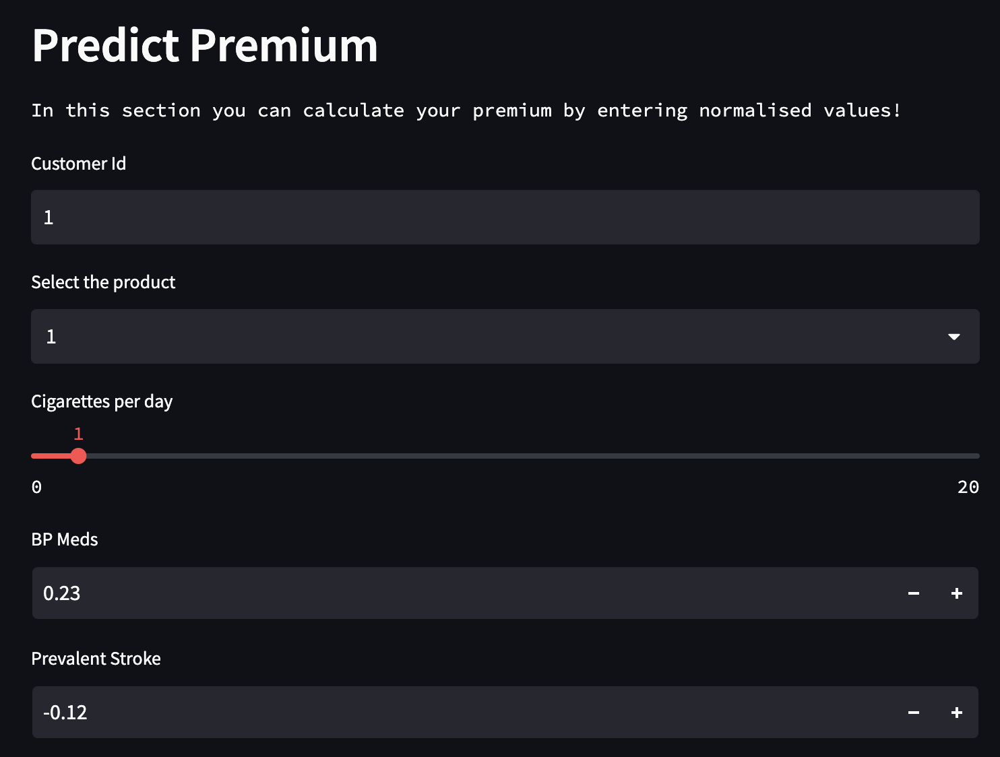 Predict Premium
In this section you can calculate your premium by entering normalised values!
Customer Id
1
Select the product
1
Cigarettes per day
1
0 20
BP Meds
0.23 − +
Prevalent Stroke
-0.12 − +